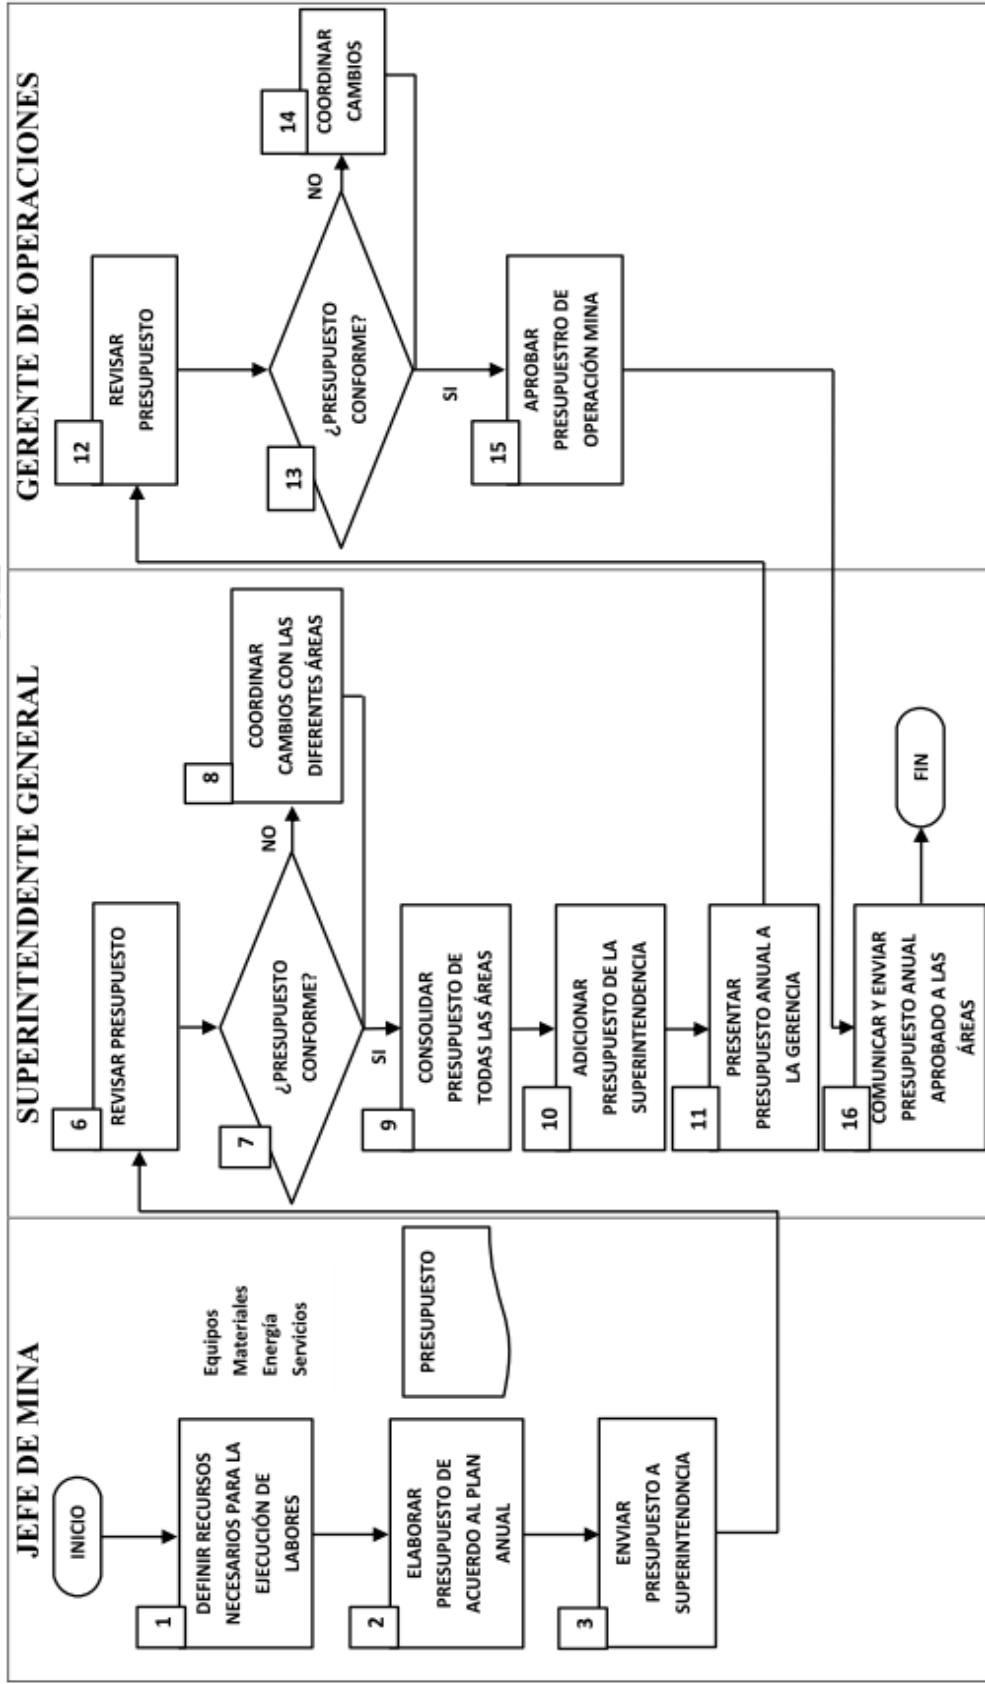 JEFE DE MINA
INICIO
1
DEFINIR RECURSOS
NECESARIOS PARA LA
EJECUCIÓN DE
LABORES
Equipos
Materiales
Energía
Servicios
2
ELABORAR
PRESUPUESTO DE
ACUERDO AL PLAN
ANUAL
PRESUPUESTO
3
ENVIAR
PRESUPUESTO A
SUPERINTENDNCIA
SUPERINTENDENTE GENERAL
6
REVISAR PRESUPUESTO
7
¿PRESUPUESTO
CONFORME?
NO
8
COORDINAR
CAMBIOS CON LAS
DIFERENTES ÁREAS
SI
9
CONSOLIDAR
PRESUPUESTO DE
TODAS LAS ÁREAS
10
ADICIONAR
PRESUPUESTO DE LA
SUPERINTENDENCIA
11
PRESENTAR
PRESUPUESTO ANUAL A
LA GERENCIA
16
COMUNICAR Y ENVIAR
PRESUPUESTO ANUAL
APROBADO A LAS
ÁREAS
FIN
GERENTE DE OPERACIONES
12
REVISAR
PRESUPUESTO
13
¿PRESUPUESTO
CONFORME?
NO
14
COORDINAR
CAMBIOS
SI
15
APROBAR
PRESUPUESTRO DE
OPERACIÓN MINA